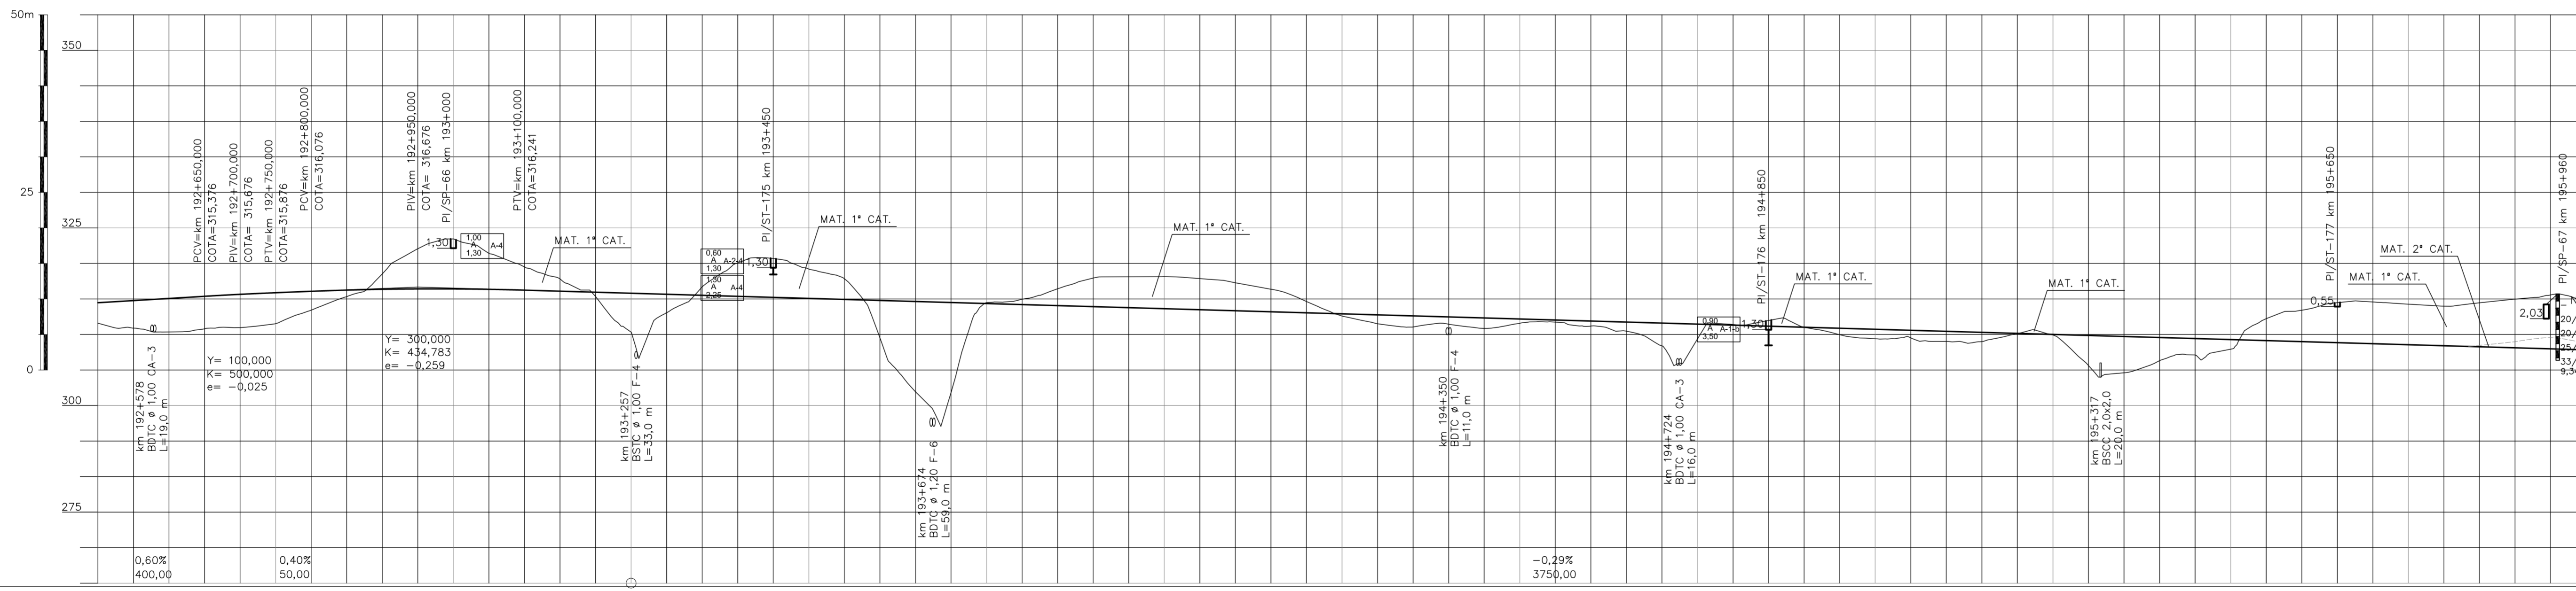 50m
25
0
350
325
300
275
PCV=km 192+650,000
COTA=315,376
PIV=km 192+700,000
COTA= 315,676
PTV=km 192+750,000
COTA=315,876
PCV=km 192+800,000
COTA=316,076
PIV=km 192+950,000
COTA= 316,676
PI/SP-66 km 193+000
PTV=km 193+100,000
COTA=316,241
1,30
1,00
A A-4
1,30
MAT. 1ª CAT.
PI/ST-175 km 193+450
0,60
A A-2-4
1,30
1,30
A A-4
2,25
1,30
MAT. 1ª CAT.
MAT. 1ª CAT.
PI/ST-176 km 194+850
0,90
A A-1-b
3,50
1,30
MAT. 1ª CAT.
MAT. 1ª CAT.
PI/ST-177 km 195+650
0,55
MAT. 2ª CAT.
MAT. 1ª CAT.
PI/SP-67 km 195+960
2,03
20/
20/
25/
33/
km 192+578
BDTC ø 1,00 CA-3
L=19,0 m
Y= 100,000
K= 500,000
e= -0,025
Y= 300,000
K= 434,783
e= -0,259
km 193+257
BSTC ø 1,00 F-4
L=33,0 m
km 193+674
BDTC ø 1,20 F-6
L=59,0 m
km 194+350
BDTC ø 1,00 F-4
L=11,0 m
km 194+724
BDTC ø 1,00 CA-3
L=16,0 m
km 195+317
BSCC 2,0x2,0
L=20,0 m
0,60%
400,00
0,40%
50,00
-0,29%
3750,00